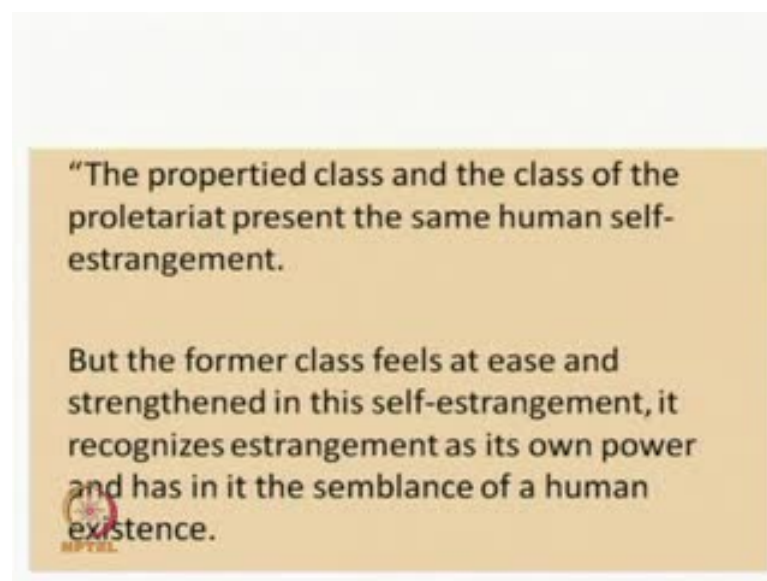 “The propertied class and the class of the
proletariat present the same human self-
estrangement.
But the former class feels at ease and
strengthened in this self-estrangement, it
recognizes estrangement as its own power
and has in it the semblance of a human
existence.
NPTEL